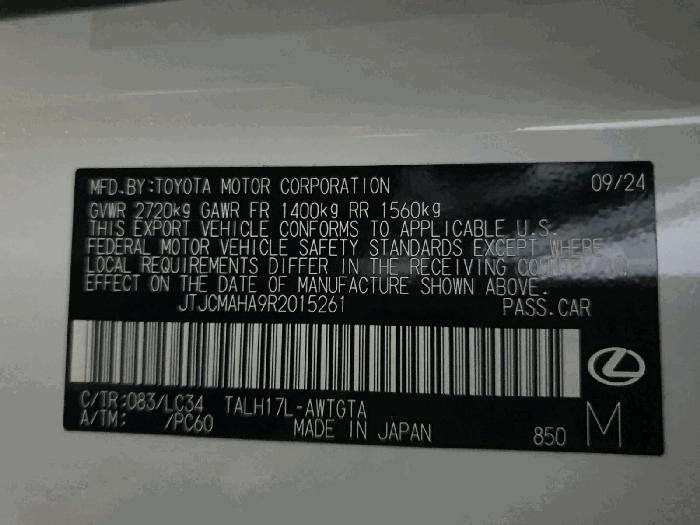 MFD.BY:TOYOTA MOTOR CORPORATION 09/24
GVWR 2720kg GAWR FR 1400kg RR 1560kg
THIS EXPORT VEHICLE CONFORMS TO APPLICABLE U.S.
FEDERAL MOTOR VEHICLE SAFETY STANDARDS EXCEPT WHERE
LOCAL REQUIREMENTS DIFFER IN THE RECEIVING
EFFECT ON THE DATE OF MANUFACTURE SHOWN ABOVE.
JTJCMAHA9R2015261 PASS.CAR
C/TR:083/LC34 TALH17L-AWTGTA
A/TM: /PC60 MADE IN JAPAN 850 M